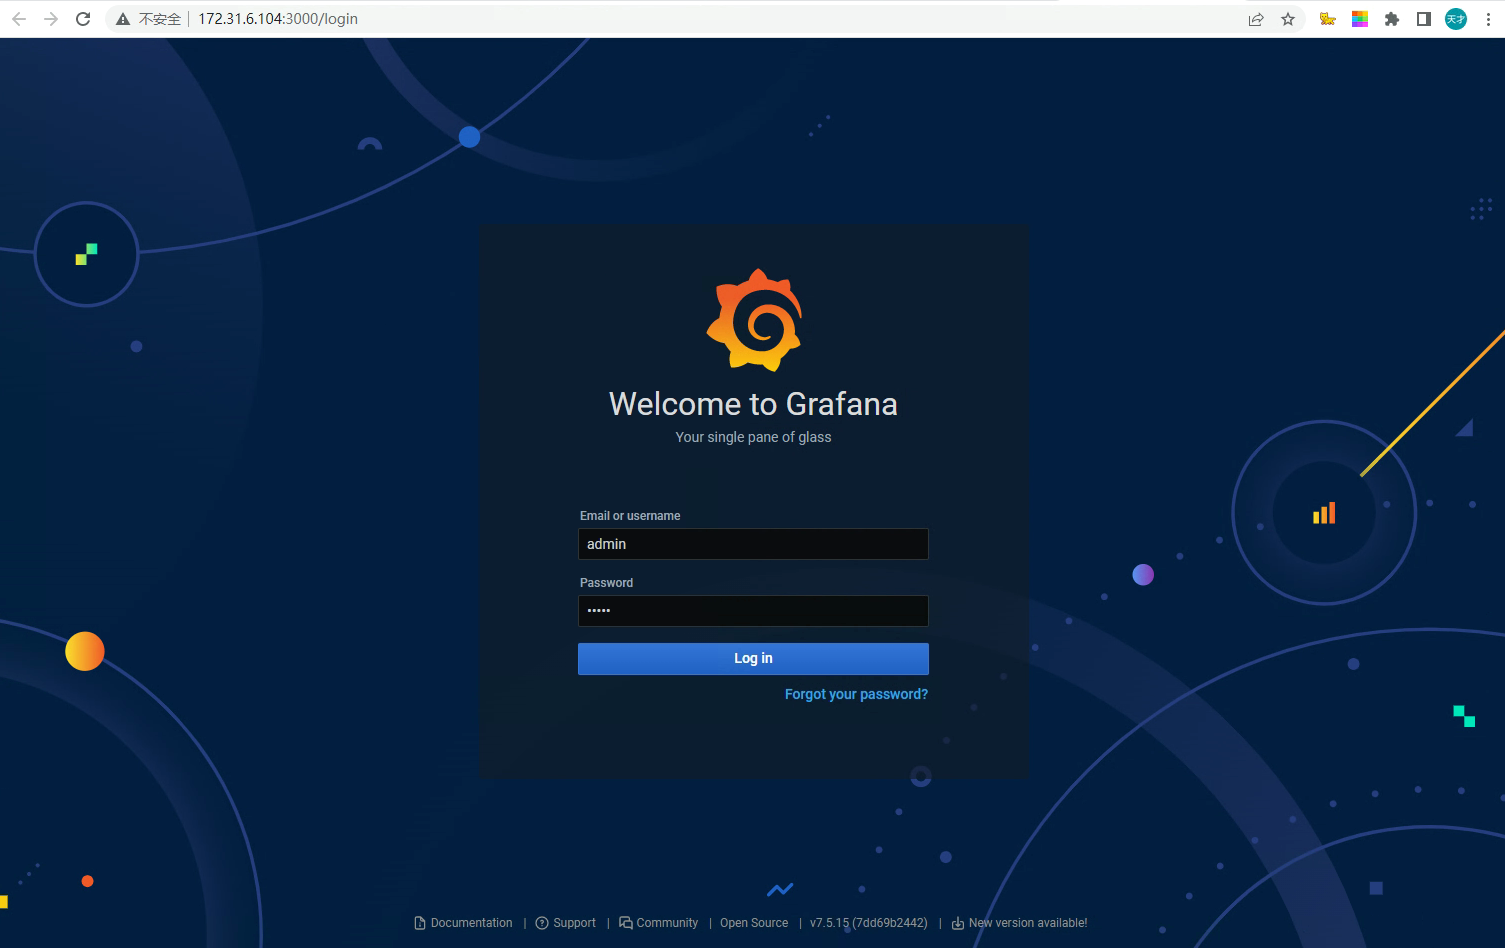 不安全 172.31.6.104:3000/login
天才
Welcome to Grafana
Your single pane of glass
Email or username
admin
Password
•••••
Log in
Forgot your password?
Documentation | Support | Community | Open Source | v7.5.15 (7dd69b2442) | New version available!